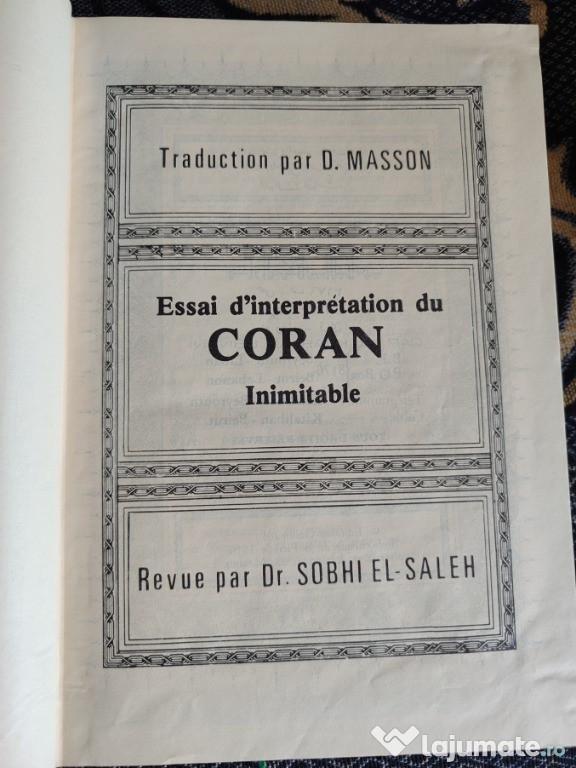 Traduction par D. MASSON
Essai d'interprétation du
CORAN
Inimitable
Revue par Dr. SOBHI EL-SALEH
lajumate.ro